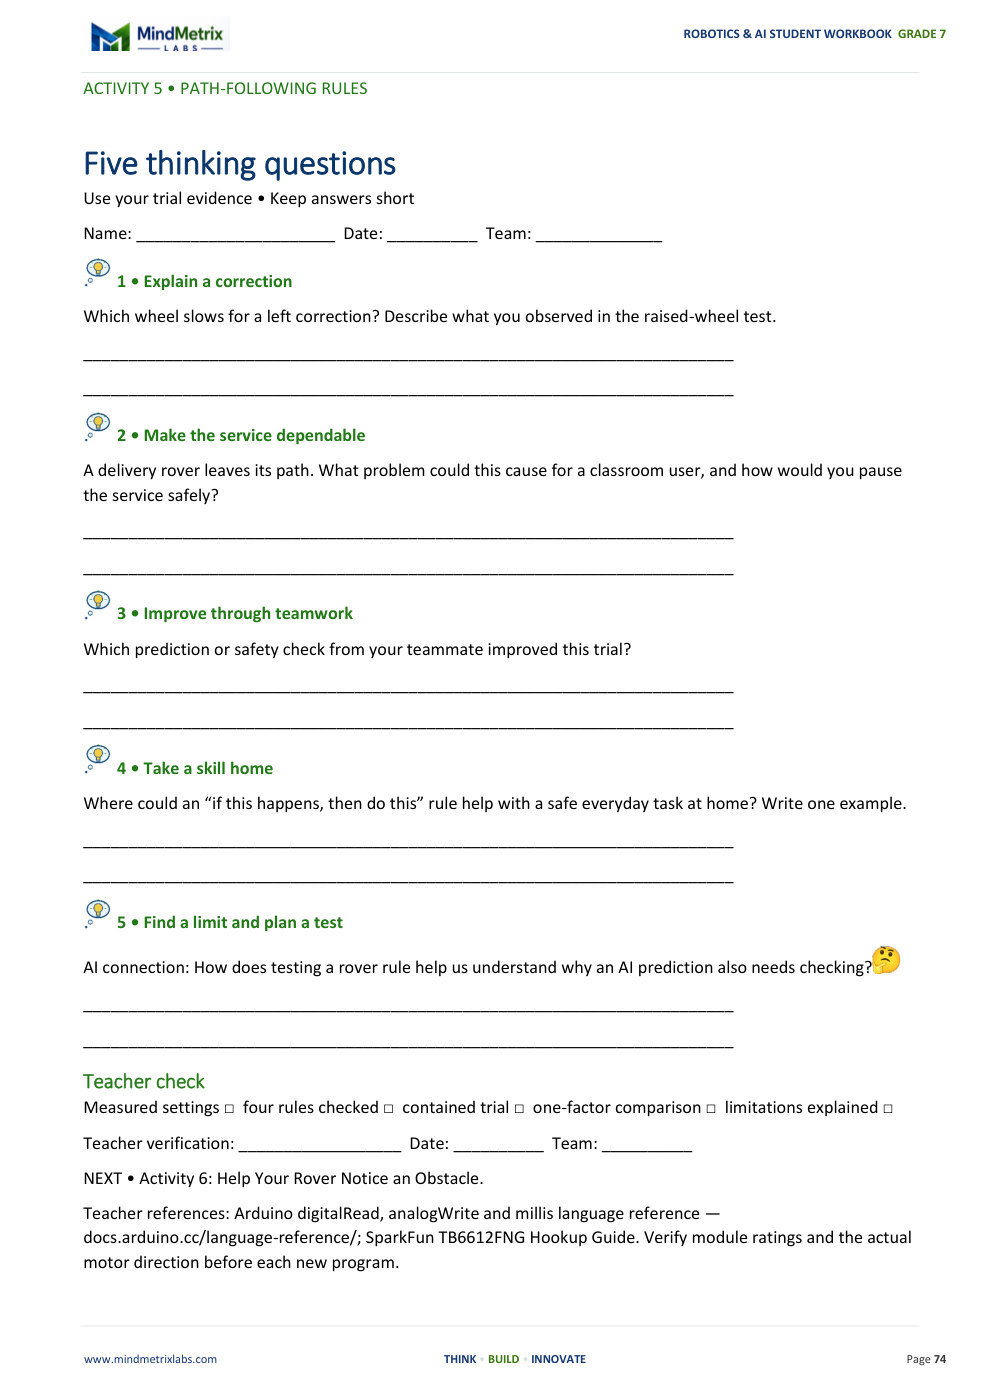 MindMetrix
LABS
ROBOTICS & AI STUDENT WORKBOOK GRADE 7
ACTIVITY 5 • PATH-FOLLOWING RULES
Five thinking questions
Use your trial evidence • Keep answers short
Name: ______________________ Date: __________ Team: ______________
1 • Explain a correction
Which wheel slows for a left correction? Describe what you observed in the raised-wheel test.
________________________________________________________________________
________________________________________________________________________
2 • Make the service dependable
A delivery rover leaves its path. What problem could this cause for a classroom user, and how would you pause
the service safely?
________________________________________________________________________
________________________________________________________________________
3 • Improve through teamwork
Which prediction or safety check from your teammate improved this trial?
________________________________________________________________________
________________________________________________________________________
4 • Take a skill home
Where could an “if this happens, then do this” rule help with a safe everyday task at home? Write one example.
________________________________________________________________________
________________________________________________________________________
5 • Find a limit and plan a test
AI connection: How does testing a rover rule help us understand why an AI prediction also needs checking?🤔
________________________________________________________________________
________________________________________________________________________
Teacher check
Measured settings □ four rules checked □ contained trial □ one-factor comparison □ limitations explained □
Teacher verification: __________________ Date: __________ Team: __________
NEXT • Activity 6: Help Your Rover Notice an Obstacle.
Teacher references: Arduino digitalRead, analogWrite and millis language reference —
docs.arduino.cc/language-reference/; SparkFun TB6612FNG Hookup Guide. Verify module ratings and the actual
motor direction before each new program.
www.mindmetrixlabs.com
THINK • BUILD • INNOVATE
Page 74